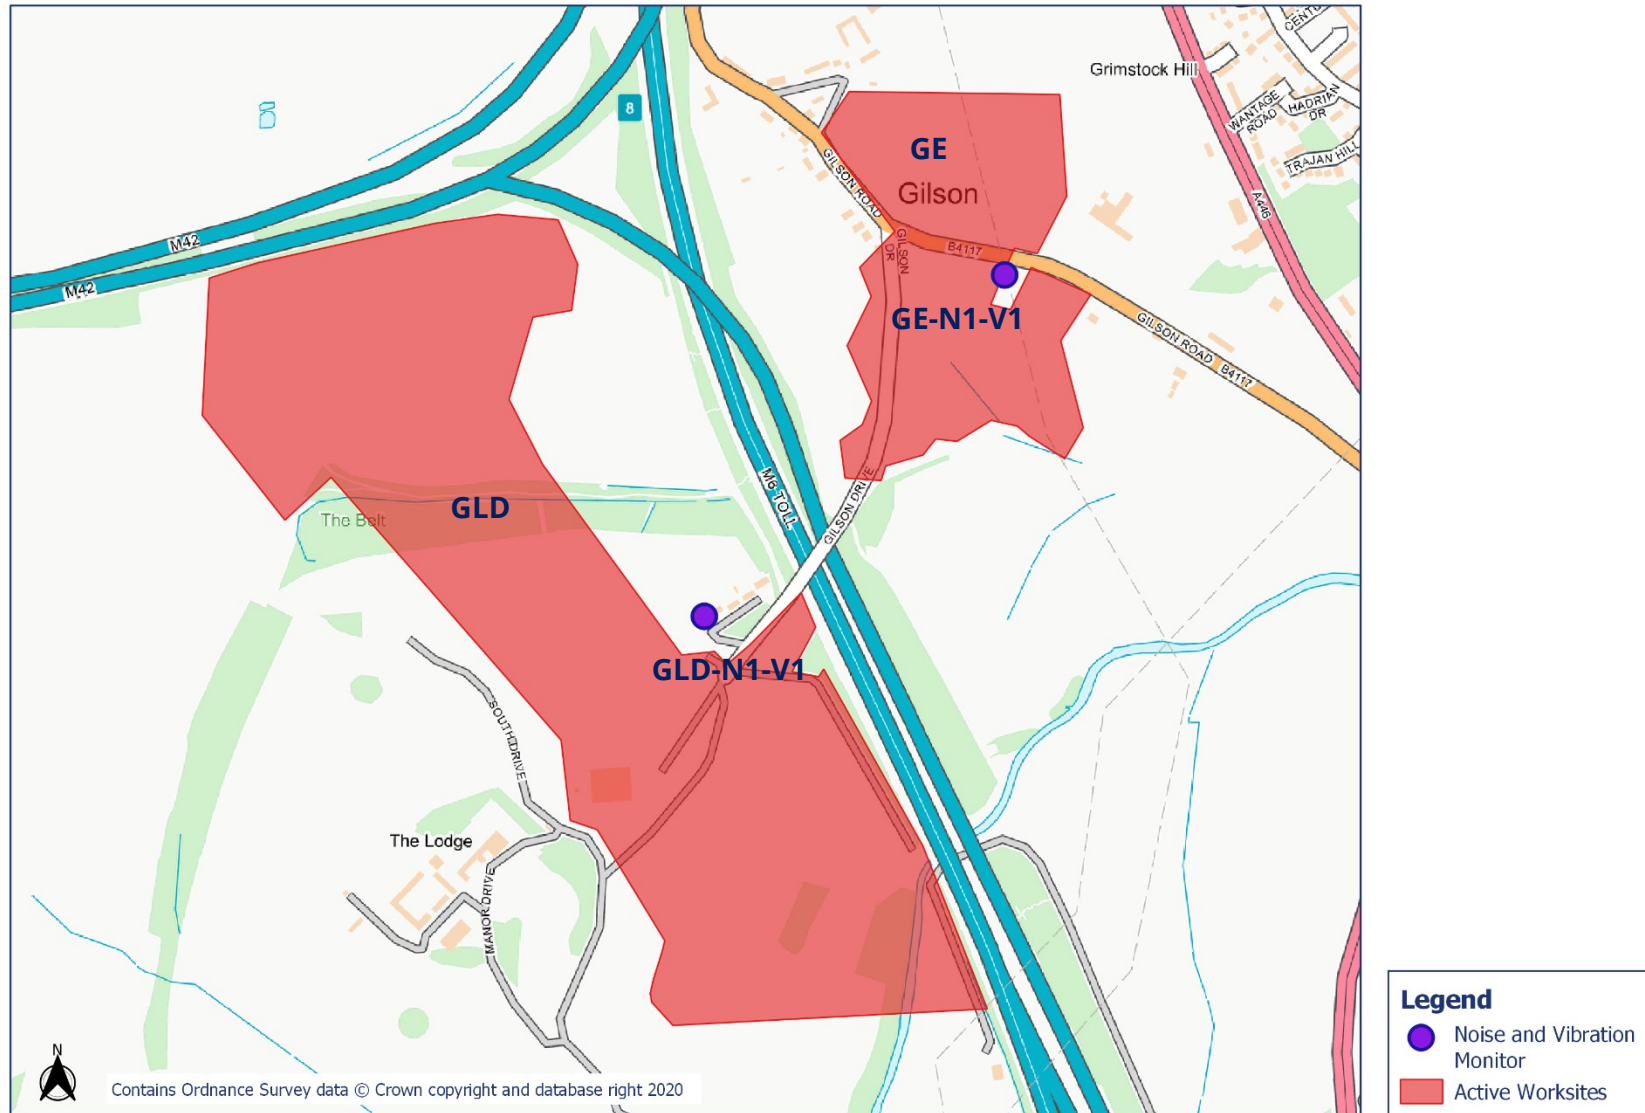 CENTU
Grimstock Hill
8
WANTAGE
ROAD
HADRIAN
DR
TRAJAN HILL
GE
Gilson
GILSON ROAD
A446
GILSON
DR
B4117
M42
M42
GE-N1-V1
GILSON ROAD
B4117
M6 TOLL
GLD
The Belt
GILSON DRIVE
GLD-N1-V1
SOUTH DRIVE
The Lodge
MANOR DRIVE
N
Contains Ordnance Survey data © Crown copyright and database right 2020
Legend
Noise and Vibration
Monitor
Active Worksites